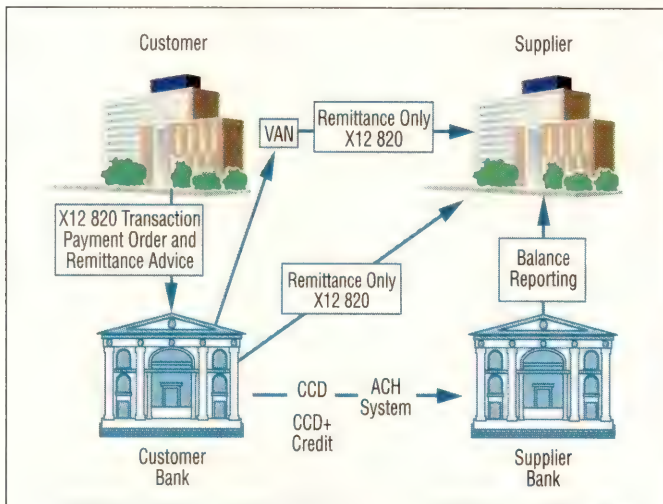 Customer
Supplier
VAN
Remittance Only
X12 820
X12 820 Transaction
Payment Order and
Remittance Advice
Remittance Only
X12 820
Balance
Reporting
CCD
ACH
System
CCD+
Credit
Customer
Bank
Supplier
Bank